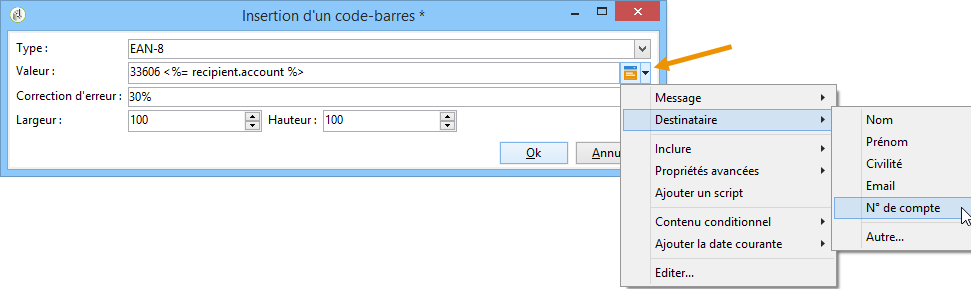 Insertion d'un code-barres *
Type :
EAN-8
Valeur :
33606 <%= recipient.account %>
Correction d'erreur :
30%
Largeur :
100
Hauteur :
100
Ok
Annu
Message
Destinataire
Inclure
Propriétés avancées
Ajouter un script
Contenu conditionnel
Ajouter la date courante
Editer...
Nom
Prénom
Civilité
Email
N° de compte
Autre...